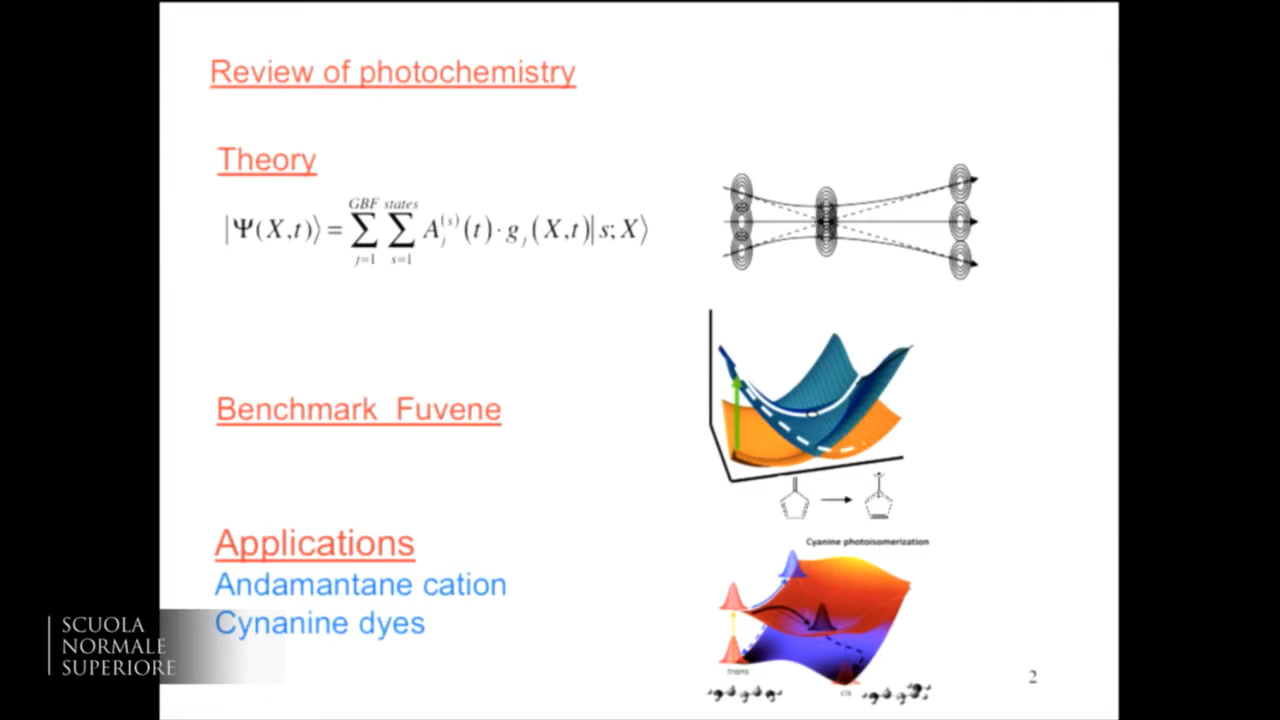 Review of photochemistry
Theory
|Ψ(X,t)⟩ = ∑_{j=1}^{GBF} ∑_{s=1}^{states} A_j^{(s)}(t)·g_j(X,t)|s;X⟩
Benchmark Fuvene
Cyanine photoisomerization
Applications
Andamantane cation
Cynanine dyes
trans
cis
SCUOLA
NORMALE
SUPERIORE
2